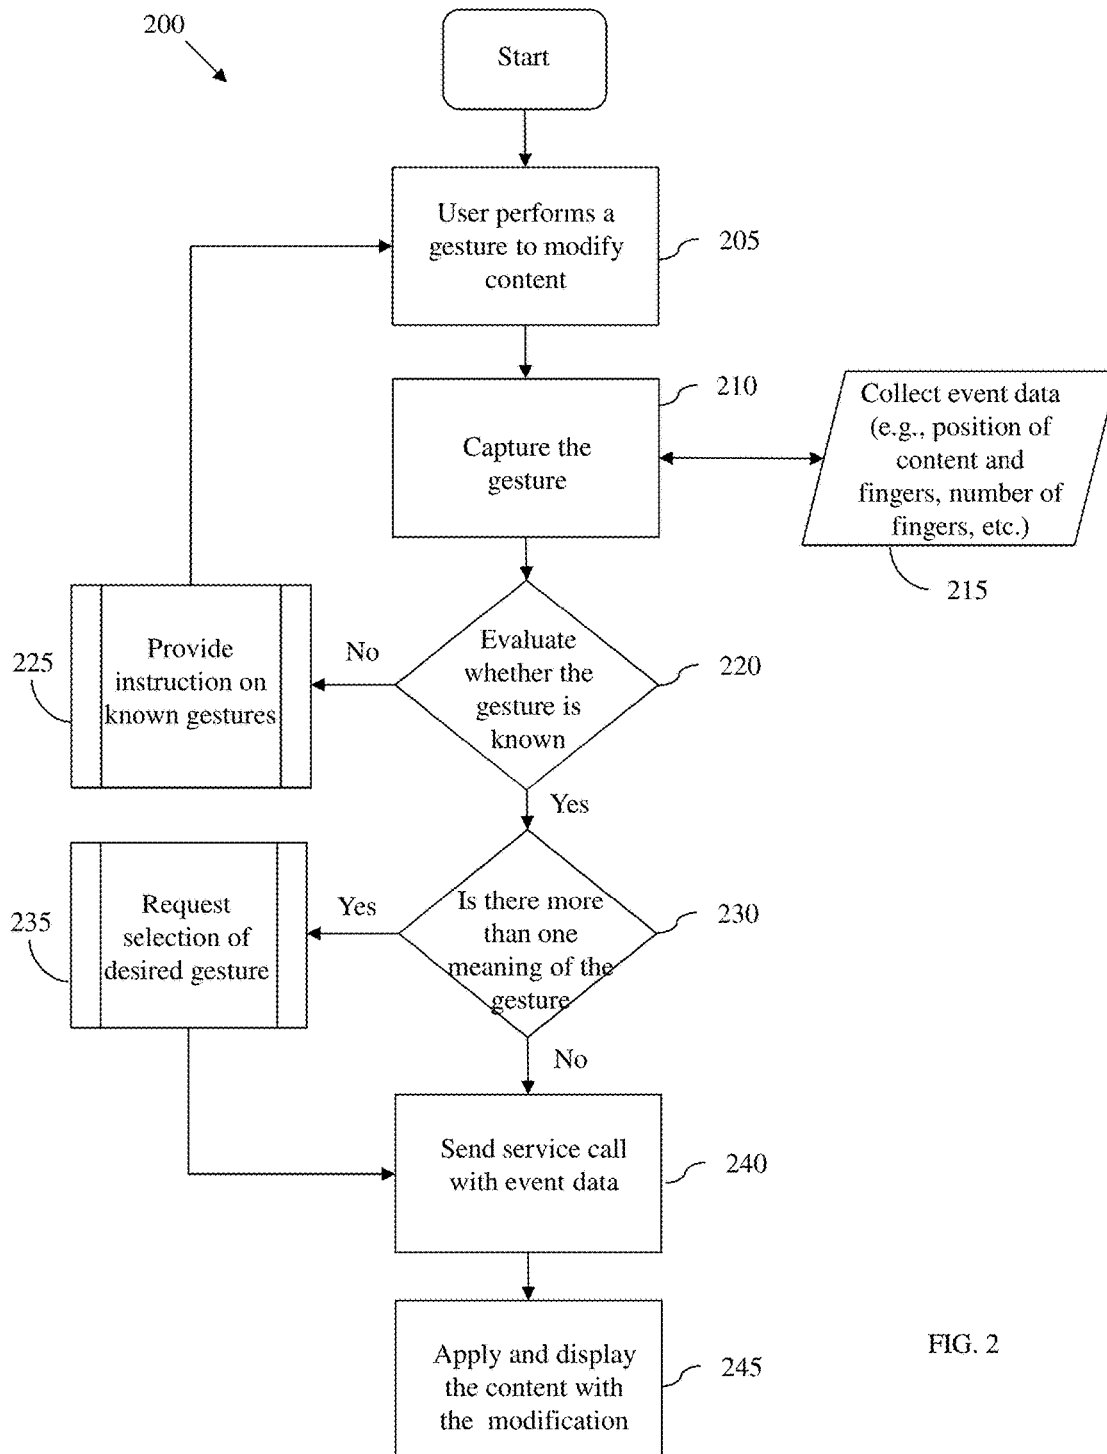 200
Start
User performs a
gesture to modify
content
205
210
Capture the
gesture
Collect event data
(e.g., position of
content and
fingers, number of
fingers, etc.)
215
Evaluate
whether the
gesture is
known
220
No
Provide
instruction on
known gestures
225
Yes
Is there more
than one
meaning of the
gesture
230
Yes
Request
selection of
desired gesture
235
No
Send service call
with event data
240
Apply and display
the content with
the modification
245
FIG. 2